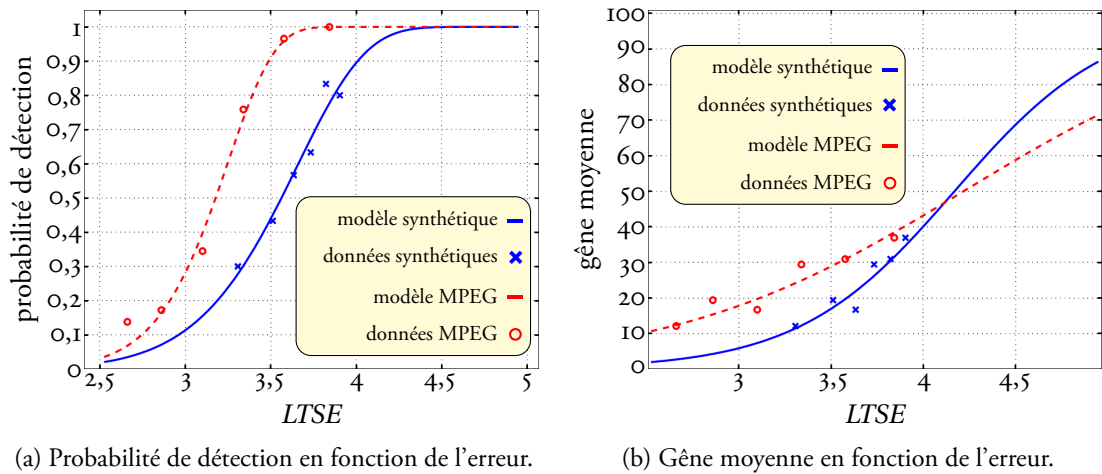 probabilité de détection
1
0,9
0,8
0,7
0,6
0,5
0,4
0,3
0,2
0,1
0
2,5 3 3,5 4 4,5 5
LTSE
modèle synthétique
données synthétiques
modèle MPEG
données MPEG
(a) Probabilité de détection en fonction de l'erreur.
gêne moyenne
100
90
80
70
60
50
40
30
20
10
0
3 3,5 4 4,5
LTSE
modèle synthétique
données synthétiques
modèle MPEG
données MPEG
(b) Gêne moyenne en fonction de l'erreur.